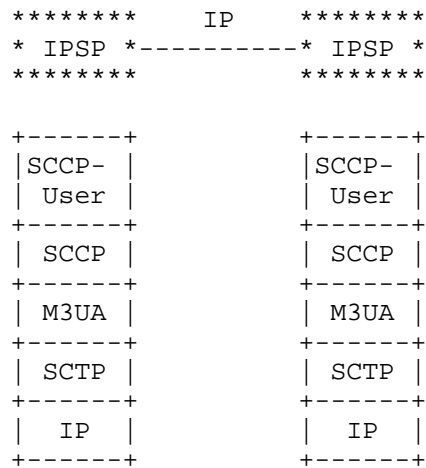 ********      IP      ********
* IPSP *----------* IPSP *
********              ********
+------+              +------+
|SCCP- |              |SCCP- |
| User |              | User |
+------+              +------+
| SCCP |              | SCCP |
+------+              +------+
| M3UA |              | M3UA |
+------+              +------+
| SCTP |              | SCTP |
+------+              +------+
|  IP  |              |  IP  |
+------+              +------+